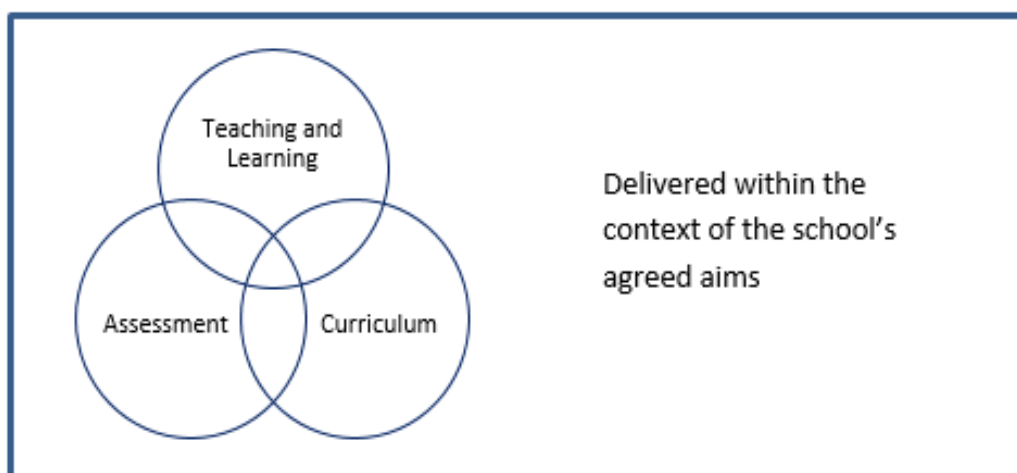 Teaching and
Learning
Assessment
Curriculum
Delivered within the
context of the school’s
agreed aims